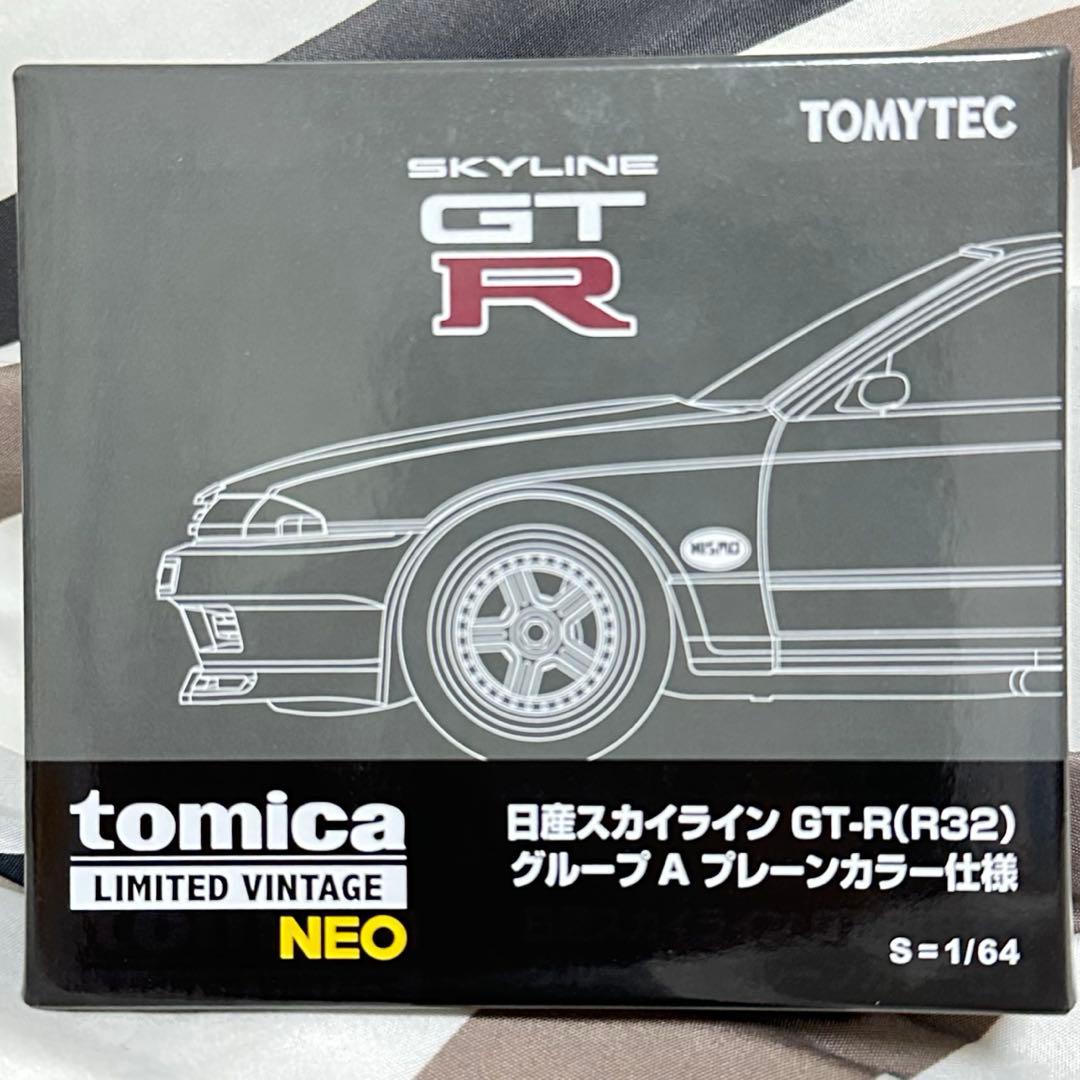 TOMYTEC
SKYLINE
GT
R
NISMO
tomica
LIMITED VINTAGE
NEO
日産スカイライン GT-R(R32)
グループ A プレーンカラー仕様
S=1/64